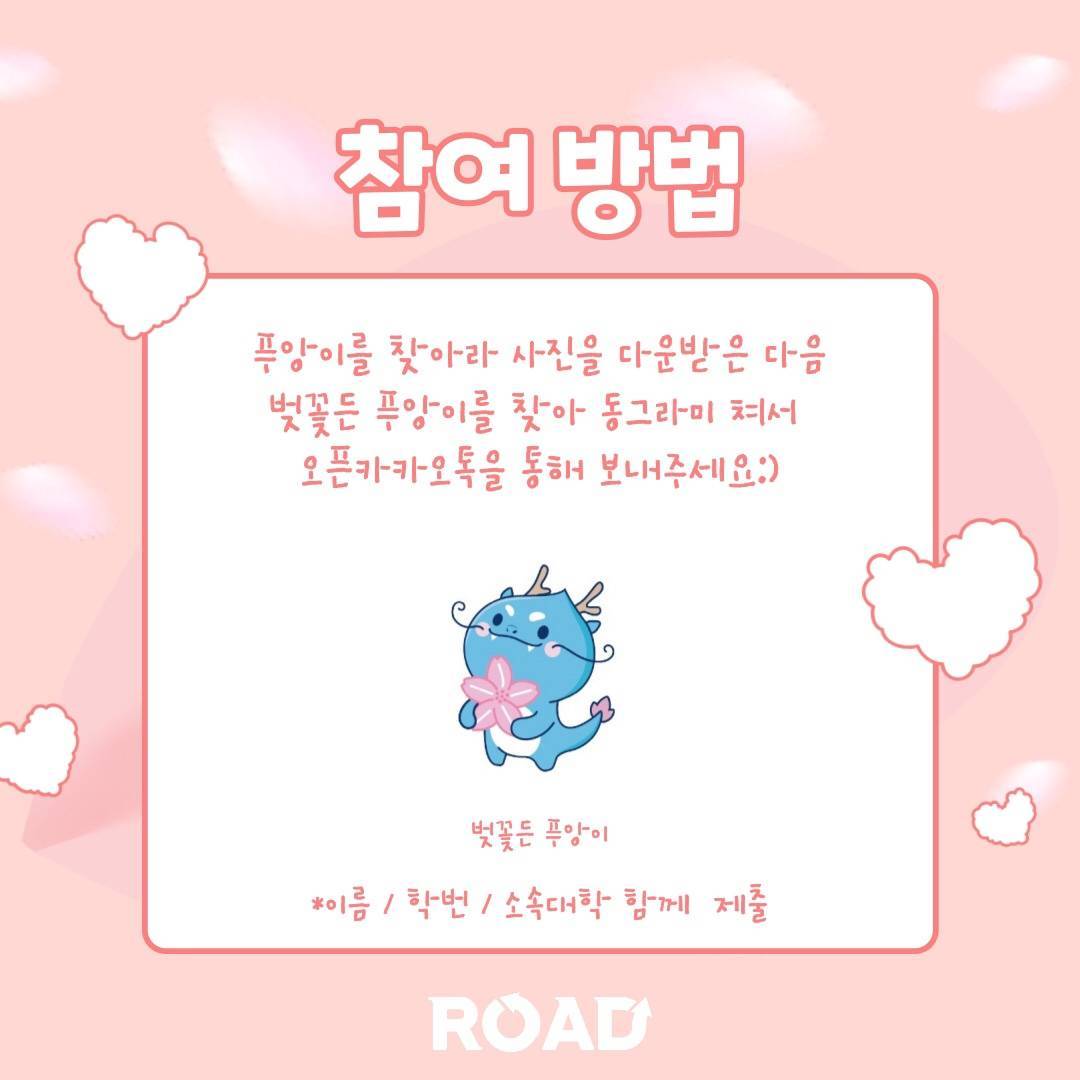 참여 방법
푸앙이를 찾아라 사진을 다운받은 다음
벚꽃든 푸앙이를 찾아 동그라미 쳐서
오픈카카오톡을 통해 보내주세요:)
벚꽃든 푸앙이
*이름 / 학번 / 소속대학 함께 제출
ROAD